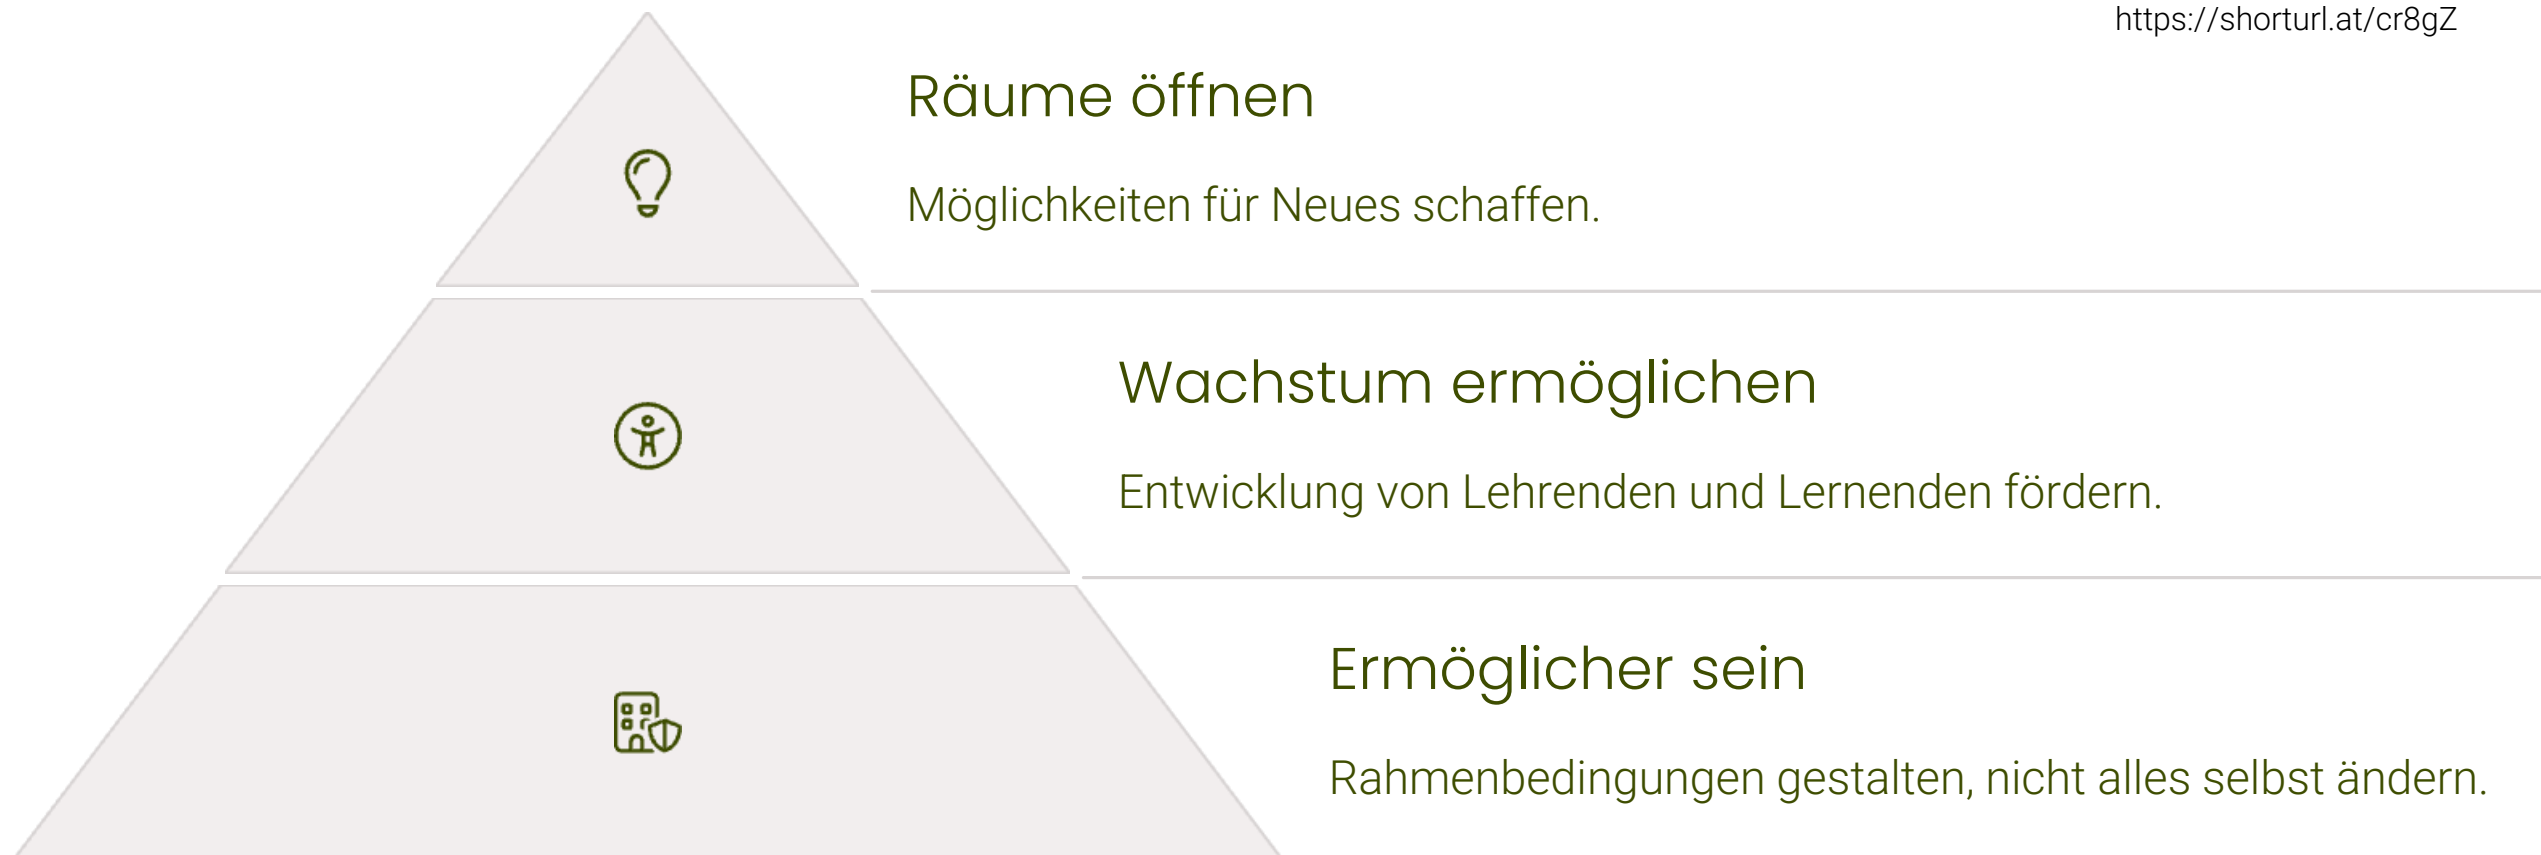 https://shorturl.at/cr8gZ
Räume öffnen
Möglichkeiten für Neues schaffen.
Wachstum ermöglichen
Entwicklung von Lehrenden und Lernenden fördern.
Ermöglicher sein
Rahmenbedingungen gestalten, nicht alles selbst ändern.